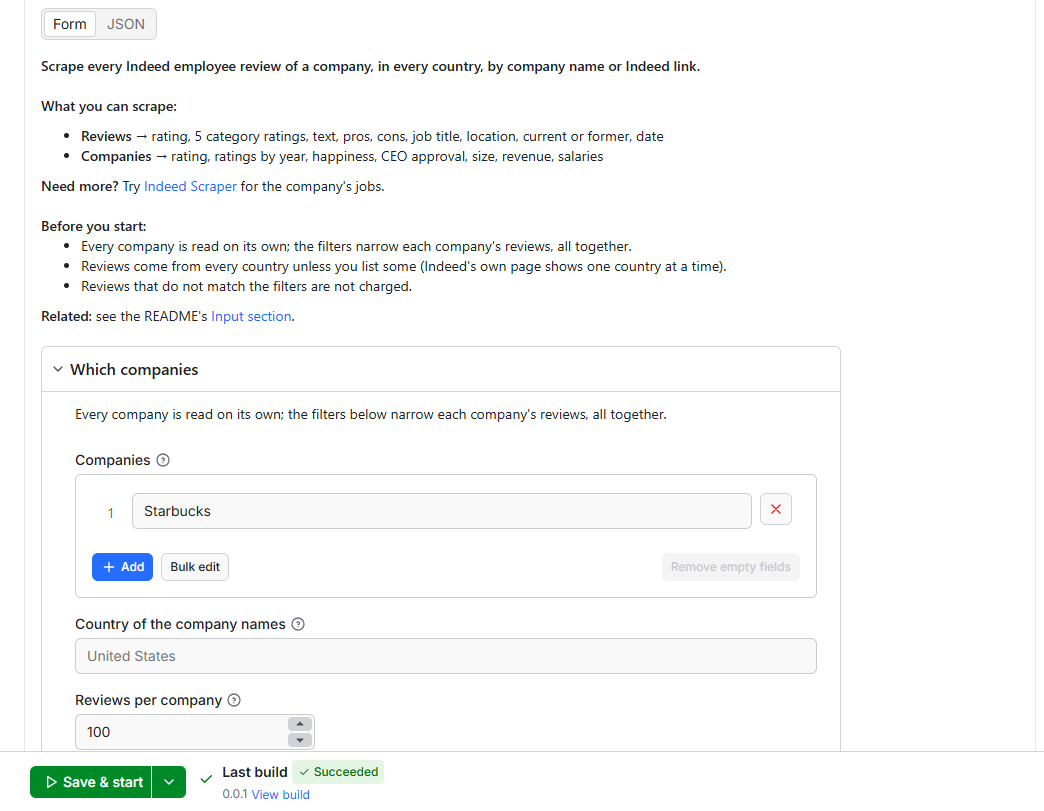 Form JSON
Scrape every Indeed employee review of a company, in every country, by company name or Indeed link.
What you can scrape:
Reviews → rating, 5 category ratings, text, pros, cons, job title, location, current or former, date
Companies → rating, ratings by year, happiness, CEO approval, size, revenue, salaries
Need more? Try Indeed Scraper for the company's jobs.
Before you start:
Every company is read on its own; the filters narrow each company's reviews, all together.
Reviews come from every country unless you list some (Indeed's own page shows one country at a time).
Reviews that do not match the filters are not charged.
Related: see the README's Input section.
Which companies
Every company is read on its own; the filters below narrow each company's reviews, all together.
Companies
1 Starbucks
Add Bulk edit Remove empty fields
Country of the company names
United States
Reviews per company
100
Save & start Last build Succeeded
0.0.1 View build